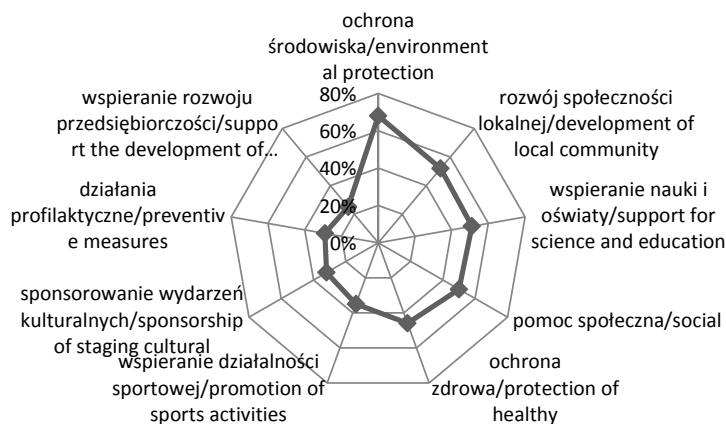 ochrona
środowiska/environment
al protection
rozwój społeczności
lokalnej/development of
local community
wspieranie nauki i
oświaty/support for
science and education
pomoc społeczna/social
ochrona
zdrowa/protection of
healthy
wspieranie działalności
sportowej/promotion of
sports activities
sponsorowanie wydarzeń
kulturalnych/sponsorship
of staging cultural
działania
profilaktyczne/preventiv
e measures
wspieranie rozwoju
przedsiębiorczości/suppo
rt the development of…
80%
60%
40%
20%
0%